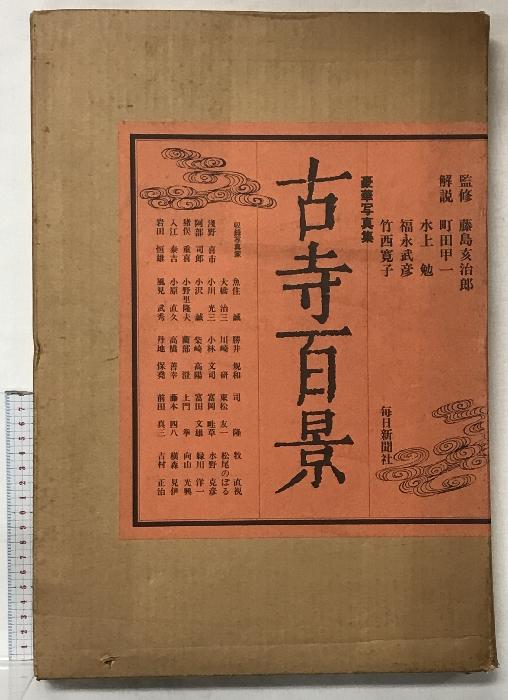 監修 藤島亥治郎
解説 町田甲一
水上 勉
福永武彦
竹西寛子
毎日新聞社
豪華写真集
古寺百景
収録写真家
淺野 喜市
阿部 司郎
猪俣 重喜
入江 泰吉
岩田 恒雄
魚住 誠
大橋 治三
小川 光三
小沢 誠
小野里隆夫
小原 直久
風見 武秀
勝井 規和
川崎 研
小林 文司
柴崎 高陽
薗部 澄
高橋 善幸
丹地 保堯
司 隆
東松 友一
富岡 畦草
富田 文雄
土門 拳
藤本 四八
前田 真三
牧 直視
松尾のぼる
水野 克彦
緑川 洋一
向山 光興
横森 見伊
吉村 正治